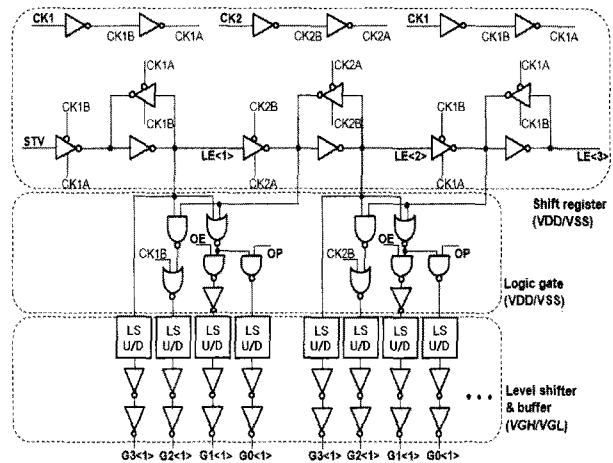 CK1 CK1B CK1A CK2 CK2B CK2A CK1 CK1B CK1A
CK1A CK2A CK1A
CK1B CK1B CK2B CK2B CK1B CK1B
STV LE<1> LE<2> LE<3>
CK1A CK2A CK1A
Shift register
(VDD/VSS)
OE OP OE OP
CK1B CK2B
Logic gate
(VDD/VSS)
LS LS LS LS LS LS LS LS
U/D U/D U/D U/D U/D U/D U/D U/D
Level shifter
& buffer
(VGH/VGL)
G3<1> G2<1> G1<1> G0<1> G3<1> G2<1> G1<1> G0<1>